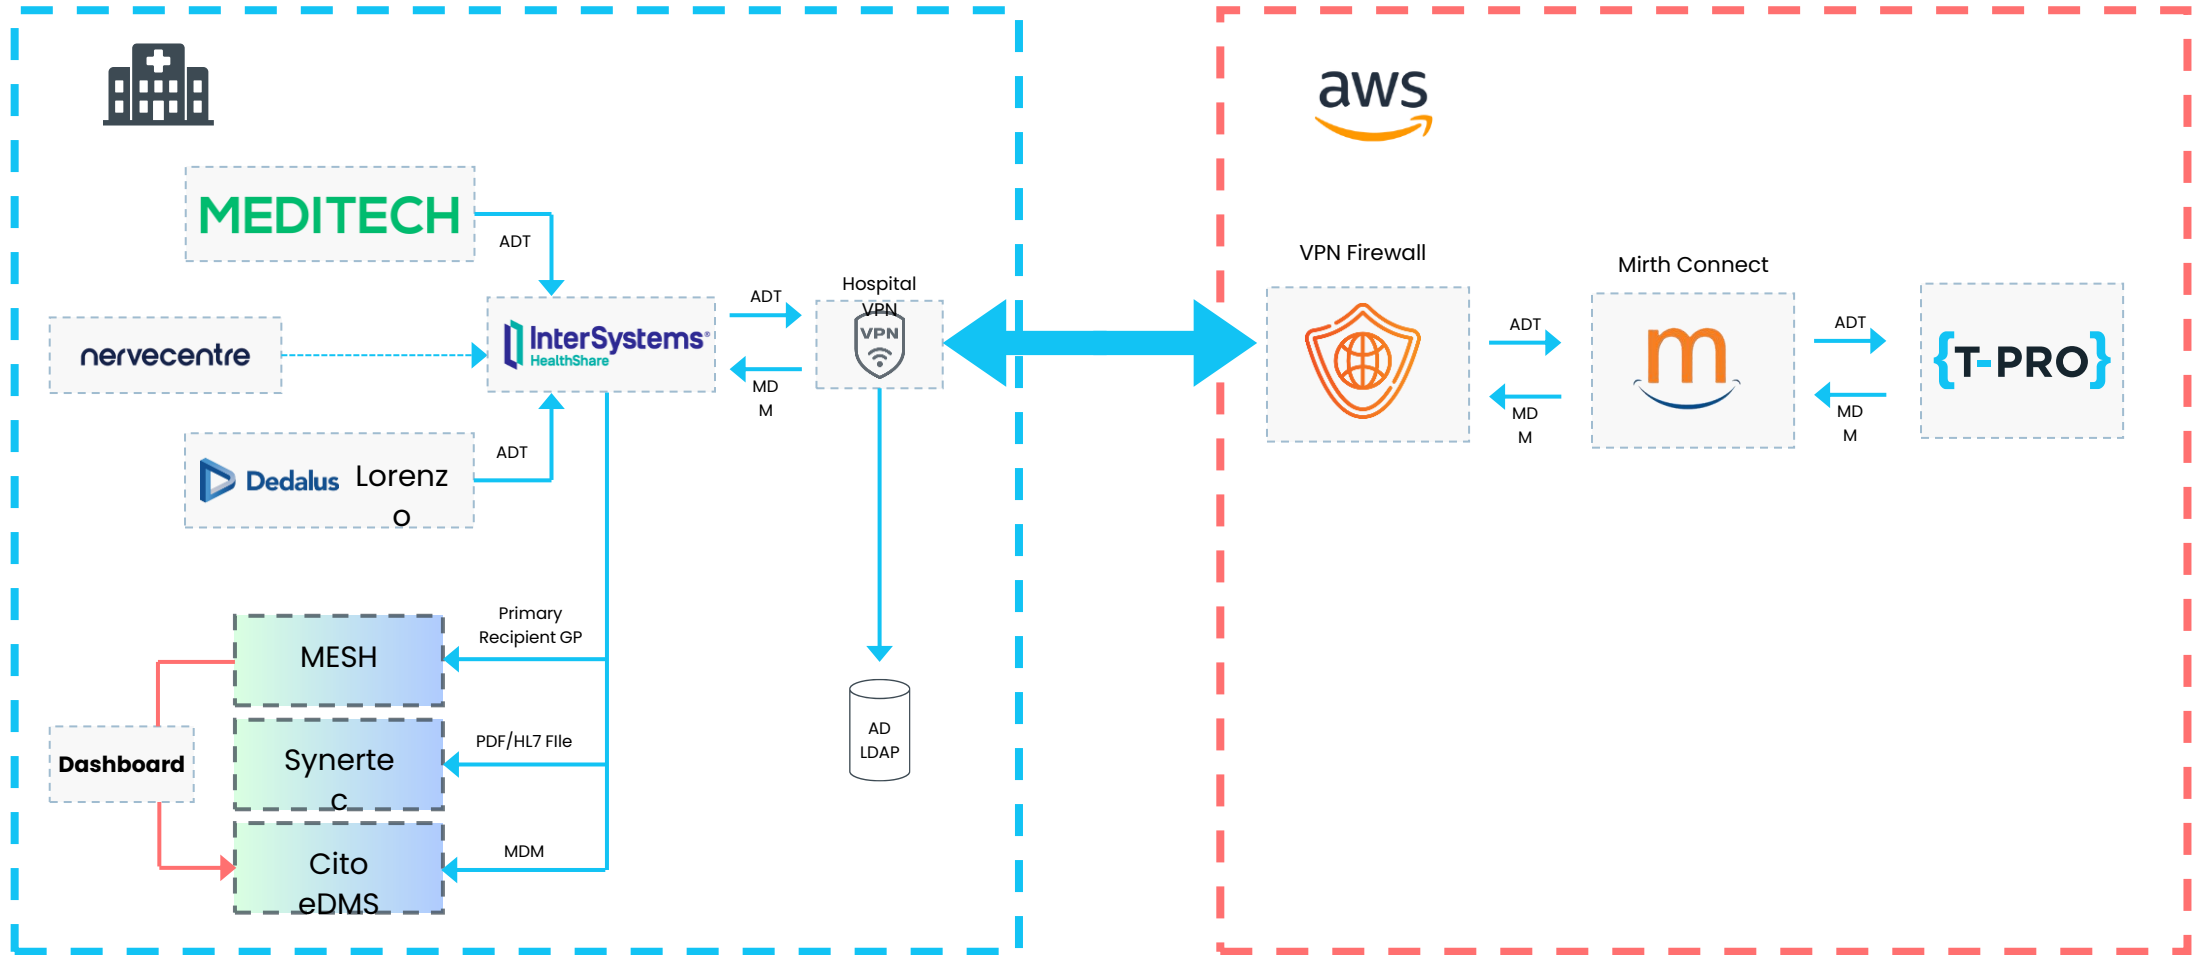 aws
MEDITECH
ADT
nervecentre
InterSystems®
HealthShare
ADT
MD
M
Hospital
VPN
VPN
Dedalus
Lorenz
o
ADT
VPN Firewall
ADT
MD
M
Mirth Connect
m
ADT
MD
M
{T-PRO}
Primary
Recipient GP
MESH
PDF/HL7 FIle
Synerte
c
Dashboard
MDM
Cito
eDMS
AD
LDAP